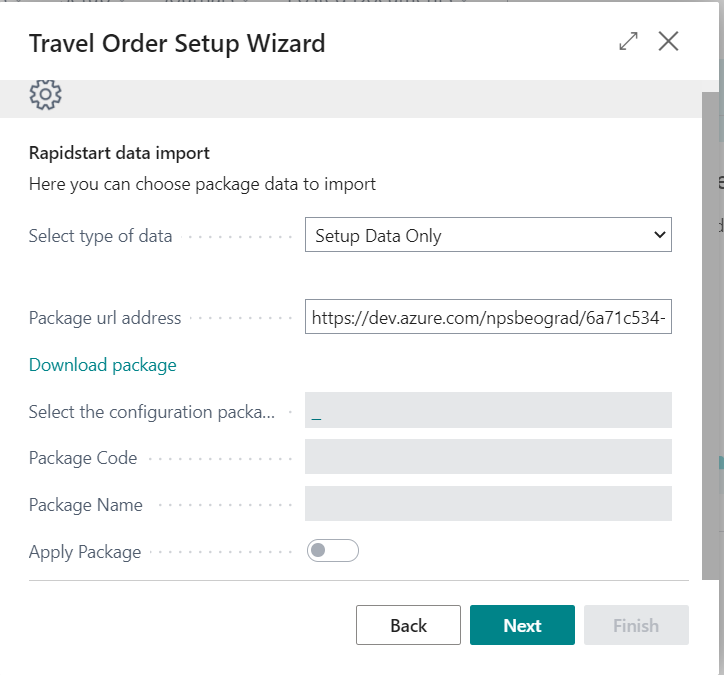 Travel Order Setup Wizard
Rapidstart data import
Here you can choose package data to import
Select type of data
Setup Data Only
Package url address
https://dev.azure.com/npsbeograd/6a71c534-
Download package
Select the configuration packa...
_
Package Code
Package Name
Apply Package
Back
Next
Finish